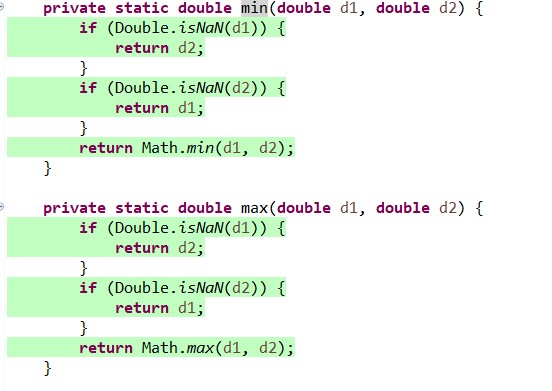 private static double min(double d1, double d2) {
if (Double.isNaN(d1)) {
return d2;
}
if (Double.isNaN(d2)) {
return d1;
}
return Math.min(d1, d2);
}
private static double max(double d1, double d2) {
if (Double.isNaN(d1)) {
return d2;
}
if (Double.isNaN(d2)) {
return d1;
}
return Math.max(d1, d2);
}